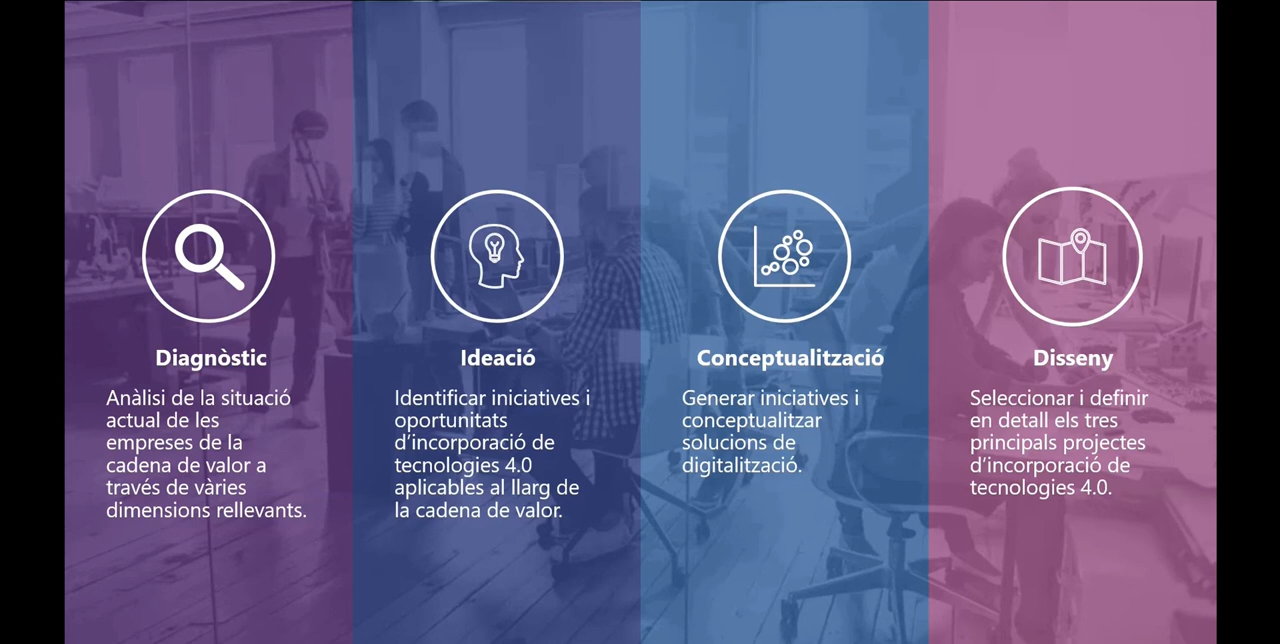 Diagnòstic
Anàlisi de la situació
actual de les
empreses de la
cadena de valor a
través de vàries
dimensions rellevants.
Ideació
Identificar iniciatives i
oportunitats
d’incorporació de
tecnologies 4.0
aplicables al llarg de
la cadena de valor.
Conceptualització
Generar iniciatives i
conceptualitzar
solucions de
digitalització.
Disseny
Seleccionar i definir
en detall els tres
principals projectes
d’incorporació de
tecnologies 4.0.